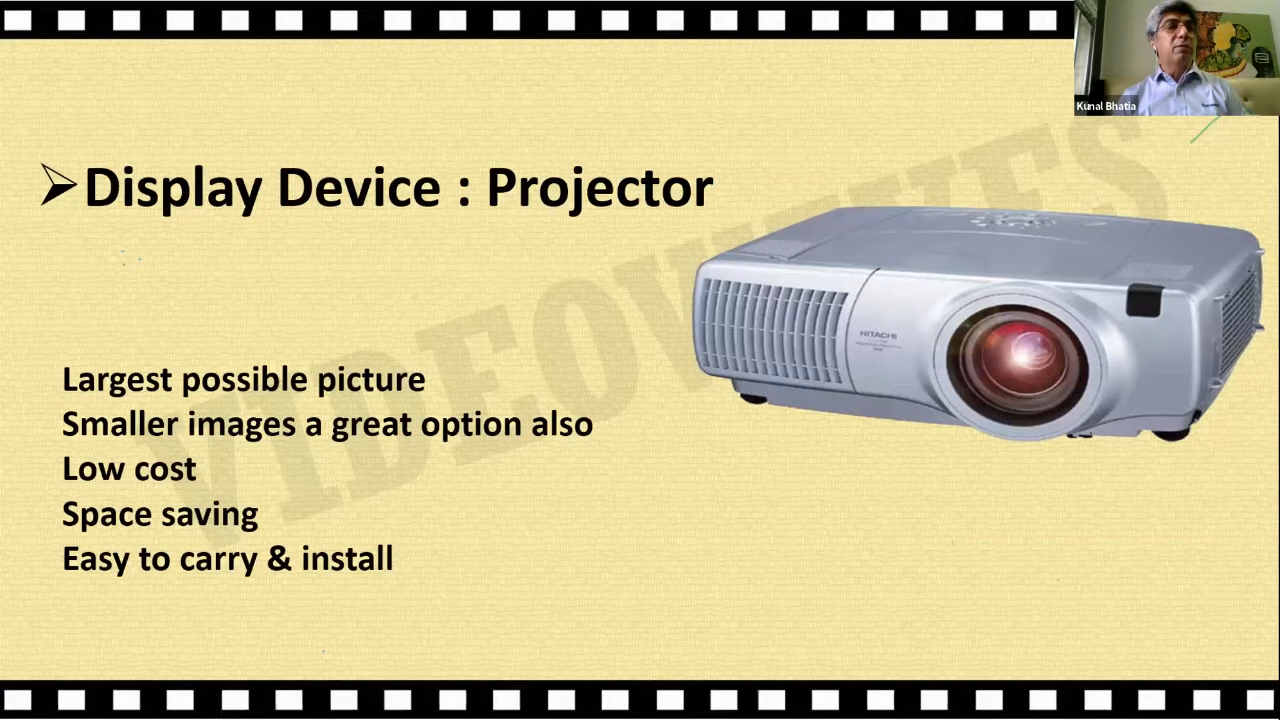 Kunal Bhatia
➢Display Device : Projector
VIDEOWIVES
HITACHI
Largest possible picture
Smaller images a great option also
Low cost
Space saving
Easy to carry & install